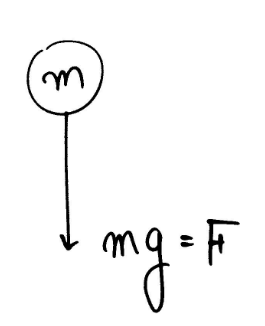 m
mg = F